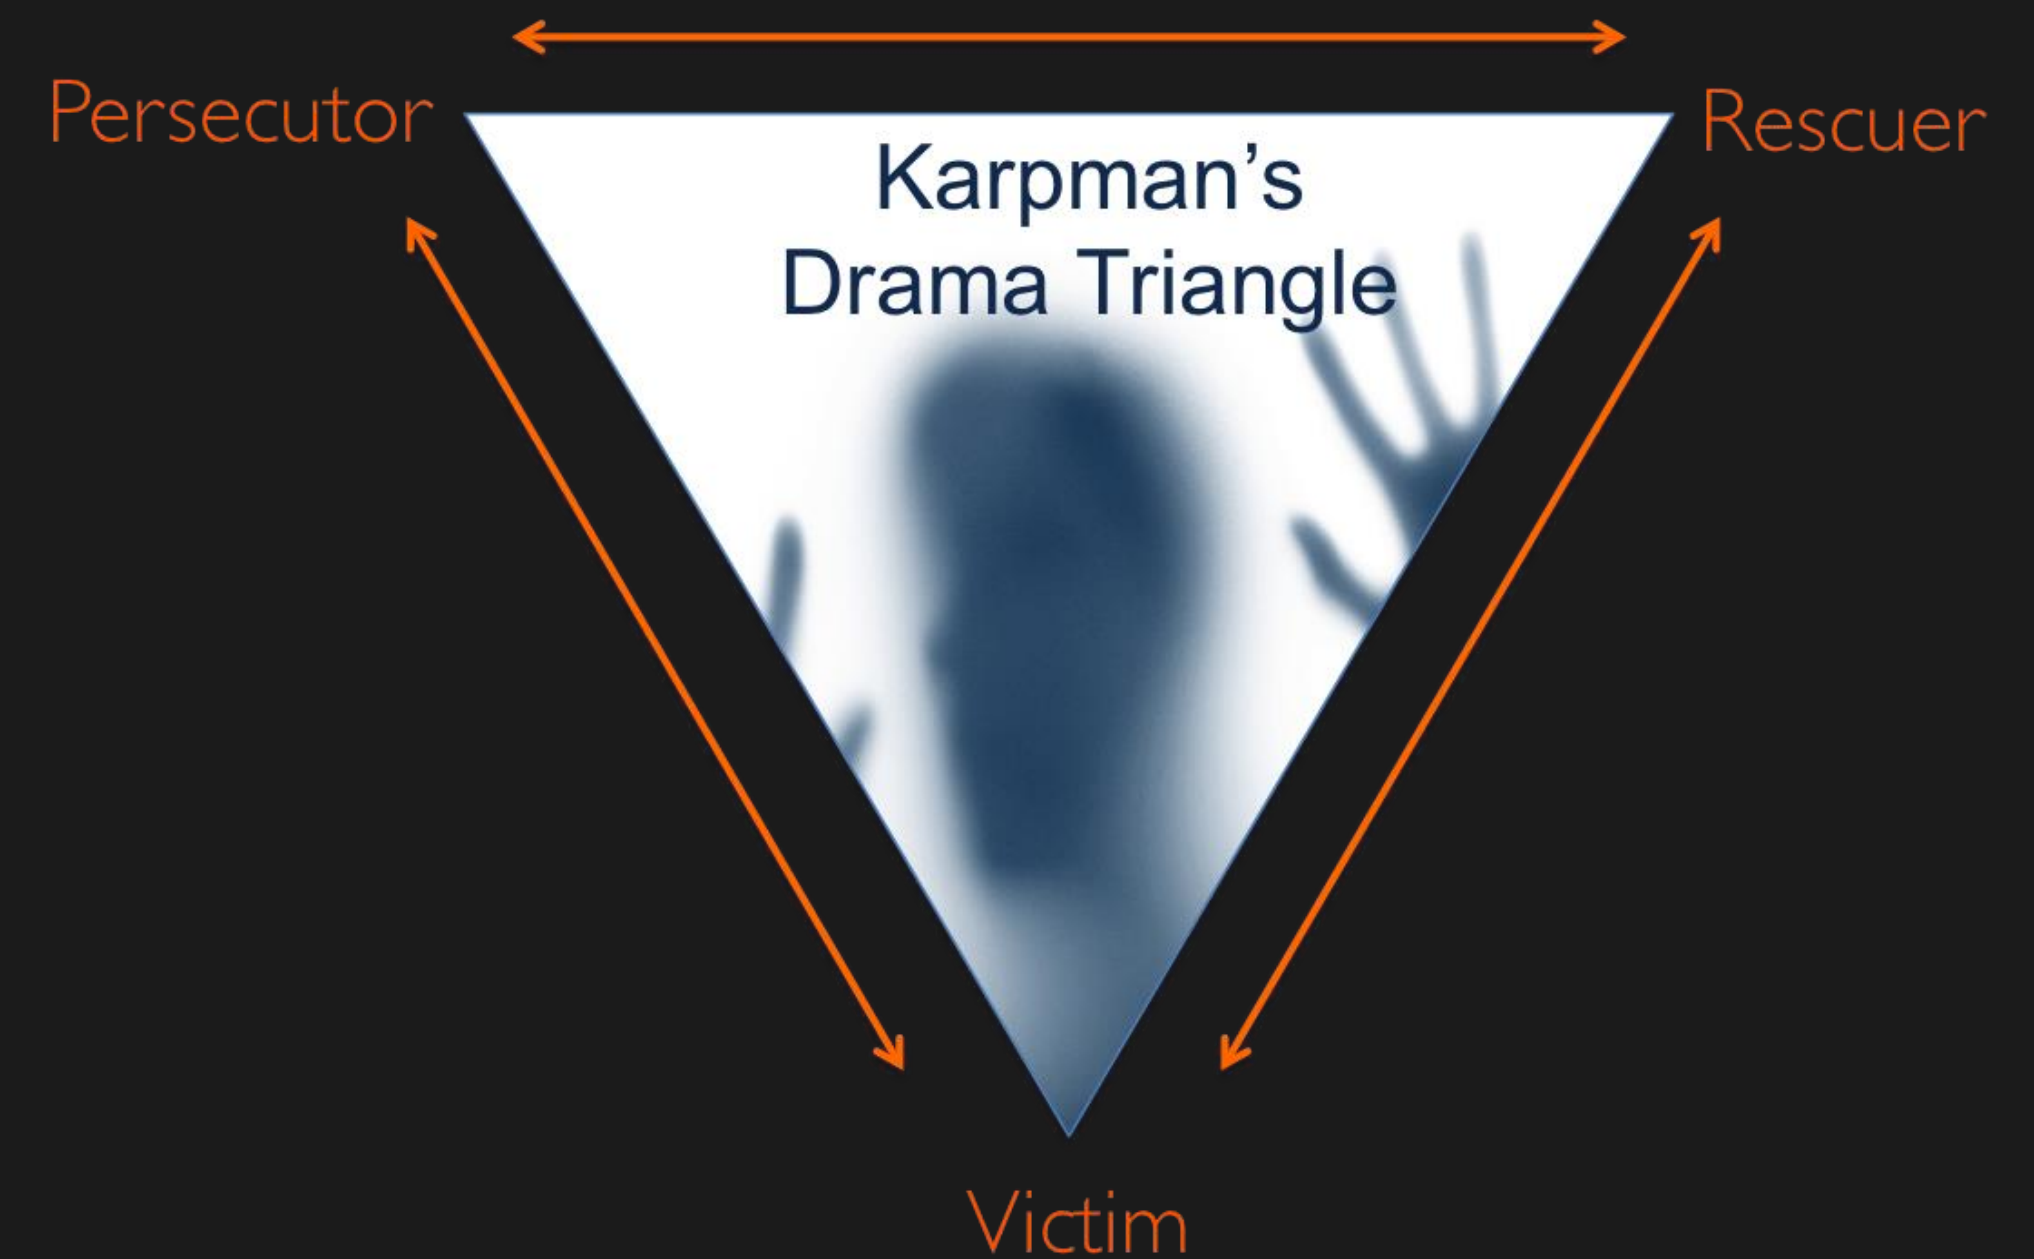 Persecutor
Rescuer
Karpman’s
Drama Triangle
Victim